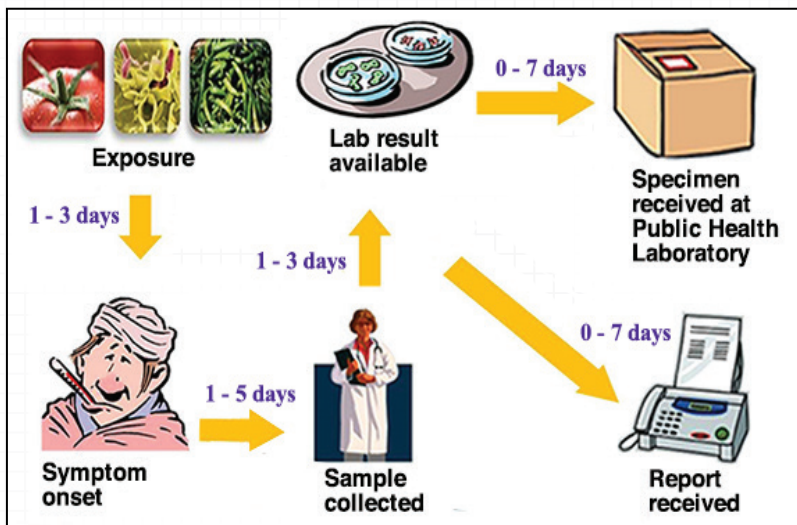 Exposure
1 - 3 days
Symptom
onset
1 - 5 days
Sample
collected
1 - 3 days
Lab result
available
0 - 7 days
Specimen
received at
Public Health
Laboratory
0 - 7 days
Report
received